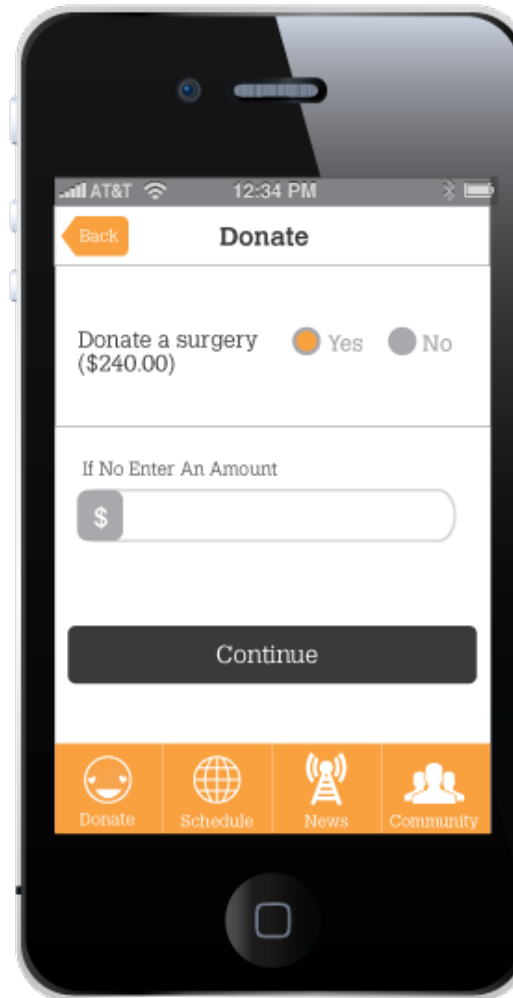 AT&T 12:34 PM
Back Donate
Donate a surgery Yes No
($240.00)
If No Enter An Amount
$
Continue
Donate Schedule News Community